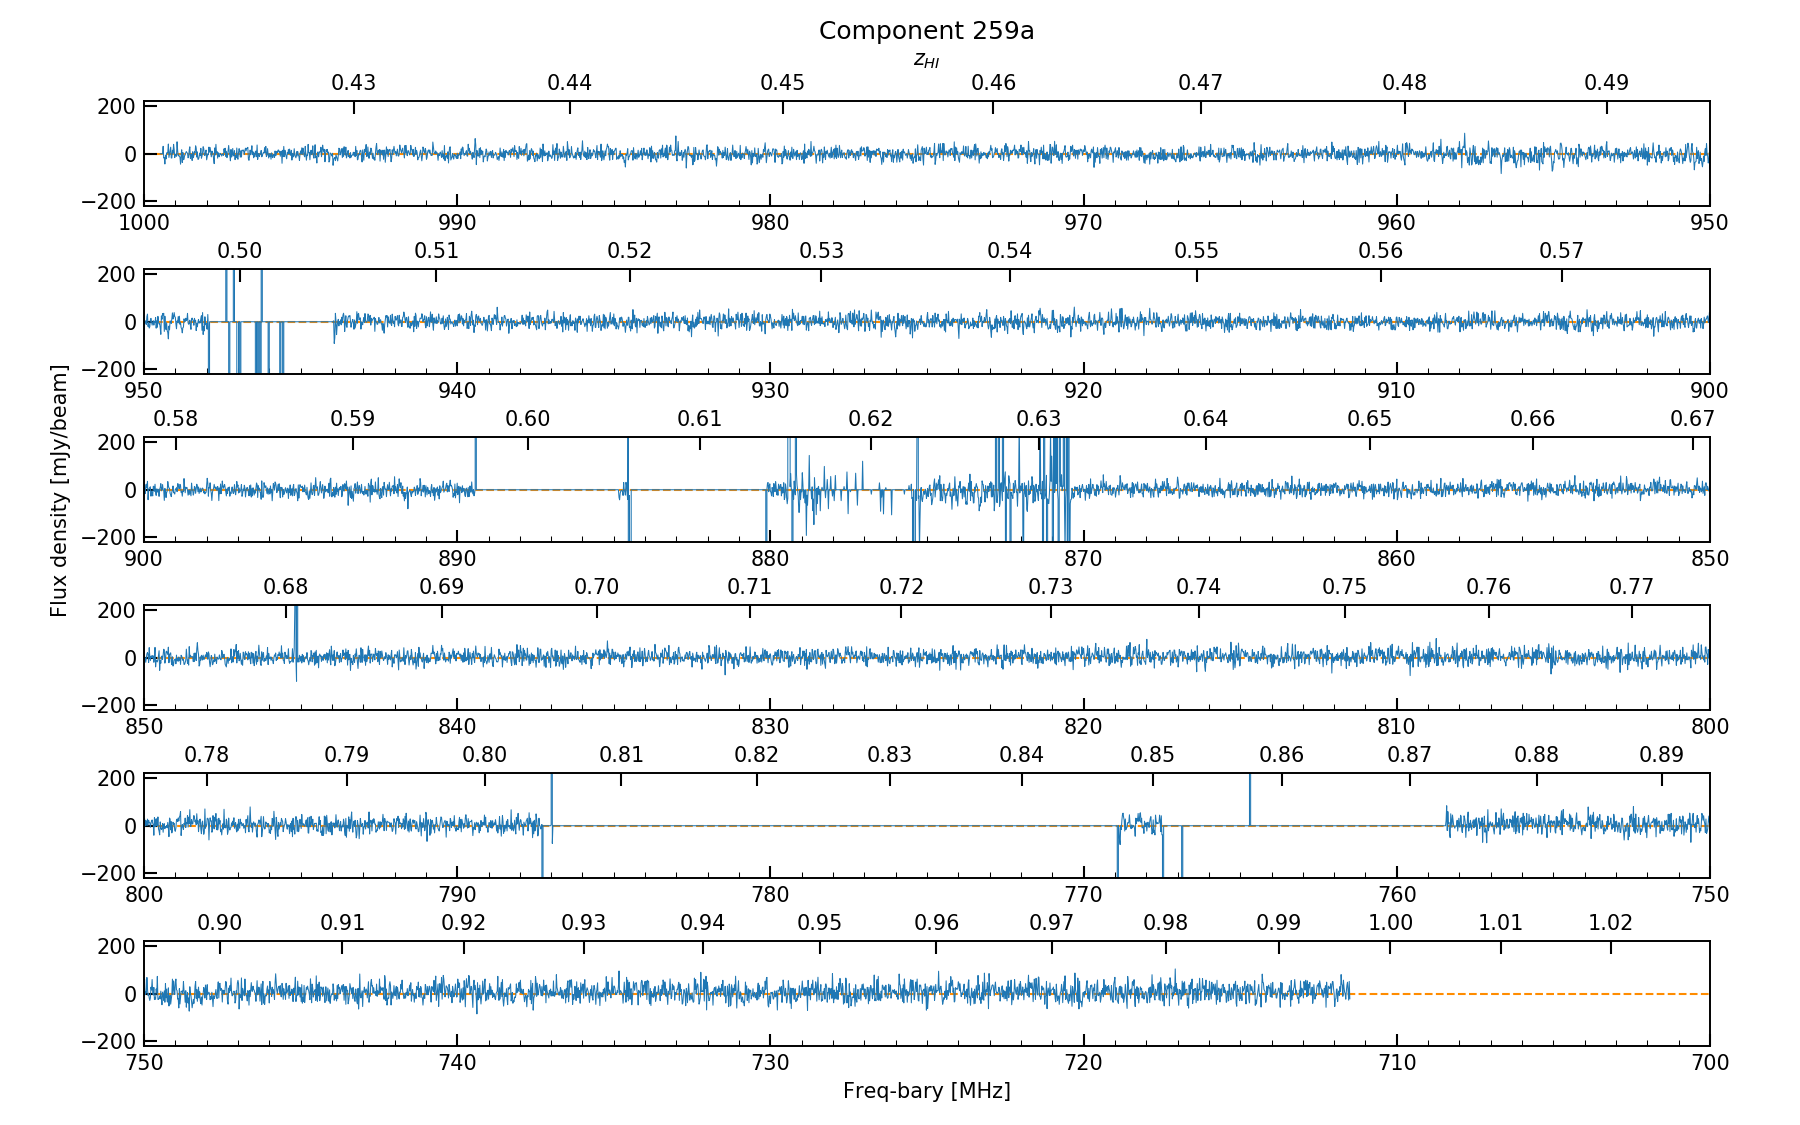 Component 259a
z_HI
0.43 0.44 0.45 0.46 0.47 0.48 0.49
200
0
−200
1000 990 980 970 960 950
0.50 0.51 0.52 0.53 0.54 0.55 0.56 0.57
200
0
−200
950 940 930 920 910 900
0.58 0.59 0.60 0.61 0.62 0.63 0.64 0.65 0.66 0.67
200
0
−200
900 890 880 870 860 850
Flux density [mJy/beam]
0.68 0.69 0.70 0.71 0.72 0.73 0.74 0.75 0.76 0.77
200
0
−200
850 840 830 820 810 800
0.78 0.79 0.80 0.81 0.82 0.83 0.84 0.85 0.86 0.87 0.88 0.89
200
0
−200
800 790 780 770 760 750
0.90 0.91 0.92 0.93 0.94 0.95 0.96 0.97 0.98 0.99 1.00 1.01 1.02
200
0
−200
750 740 730 720 710 700
Freq-bary [MHz]